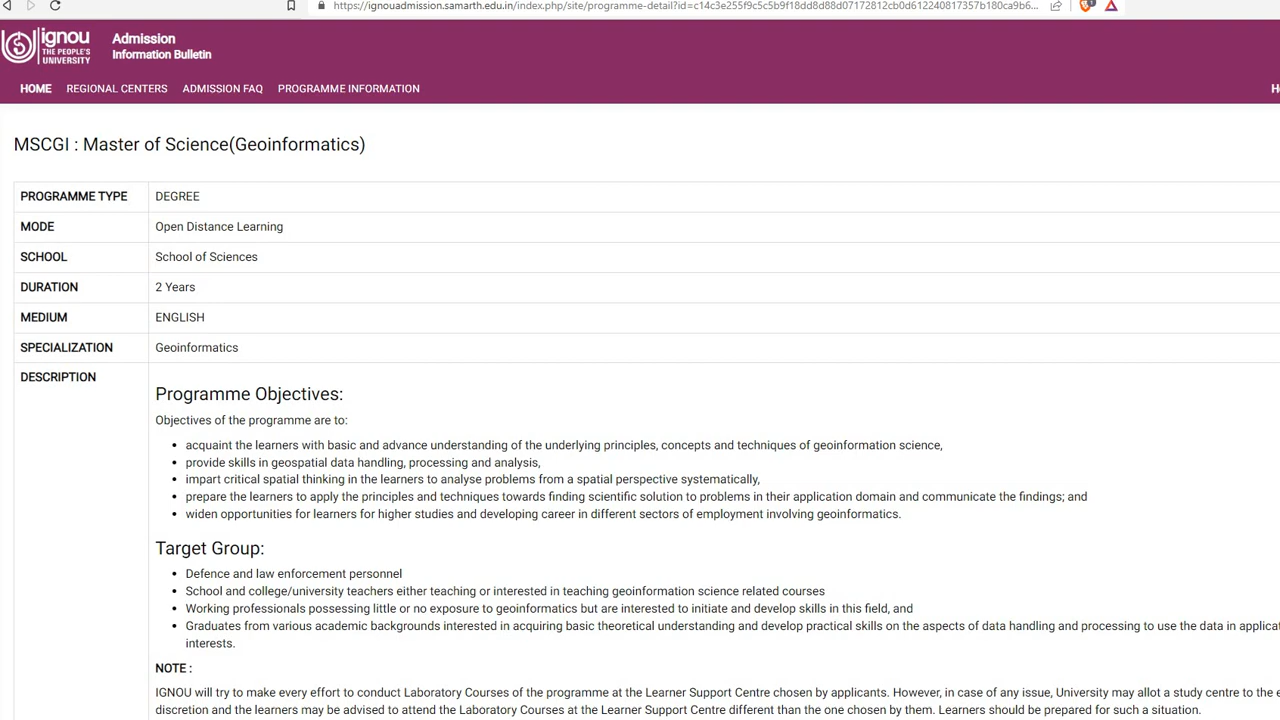 https://ignouadmission.samarth.edu.in/index.php/site/programme-detail?id=c14c3e255f9c5c5b9f18dd8d88d07172812cb0d612240817357b180ca9b6...
ignou
THE PEOPLE'S
UNIVERSITY
Admission
Information Bulletin
HOME REGIONAL CENTERS ADMISSION FAQ PROGRAMME INFORMATION
MSCGI : Master of Science(Geoinformatics)
PROGRAMME TYPE DEGREE
MODE Open Distance Learning
SCHOOL School of Sciences
DURATION 2 Years
MEDIUM ENGLISH
SPECIALIZATION Geoinformatics
DESCRIPTION
Programme Objectives:
Objectives of the programme are to:
• acquaint the learners with basic and advance understanding of the underlying principles, concepts and techniques of geoinformation science,
• provide skills in geospatial data handling, processing and analysis,
• impart critical spatial thinking in the learners to analyse problems from a spatial perspective systematically,
• prepare the learners to apply the principles and techniques towards finding scientific solution to problems in their application domain and communicate the findings; and
• widen opportunities for learners for higher studies and developing career in different sectors of employment involving geoinformatics.
Target Group:
• Defence and law enforcement personnel
• School and college/university teachers either teaching or interested in teaching geoinformation science related courses
• Working professionals possessing little or no exposure to geoinformatics but are interested to initiate and develop skills in this field, and
• Graduates from various academic backgrounds interested in acquiring basic theoretical understanding and develop practical skills on the aspects of data handling and processing to use the data in
interests.
NOTE :
IGNOU will try to make every effort to conduct Laboratory Courses of the programme at the Learner Support Centre chosen by applicants. However, in case of any issue, University may allot a study centre to the
discretion and the learners may be advised to attend the Laboratory Courses at the Learner Support Centre different than the one chosen by them. Learners should be prepared for such a situation.